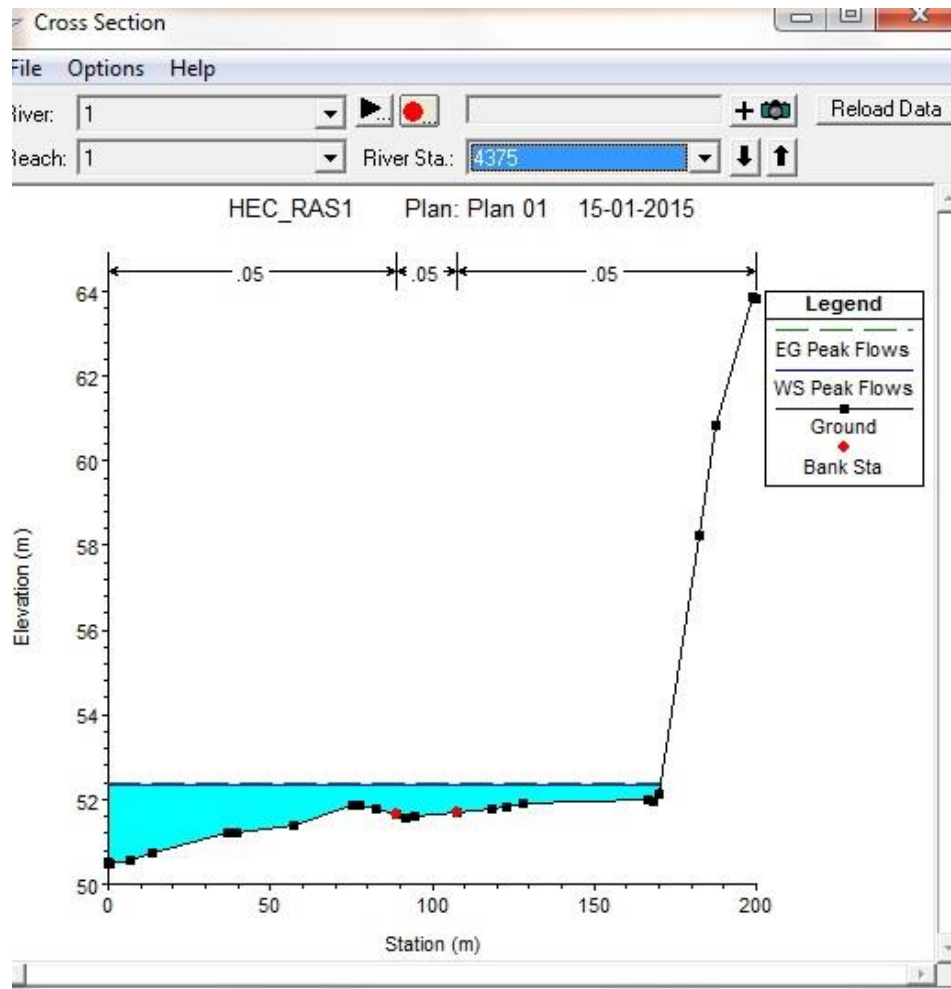 Cross Section
File Options Help
River: 1
Reload Data
Reach: 1 River Sta.: 4375
HEC_RAS1 Plan: Plan 01 15-01-2015
.05 .05 .05
Legend
EG Peak Flows
WS Peak Flows
Ground
Bank Sta
Elevation (m)
64
62
60
58
56
54
52
50
0 50 100 150 200
Station (m)